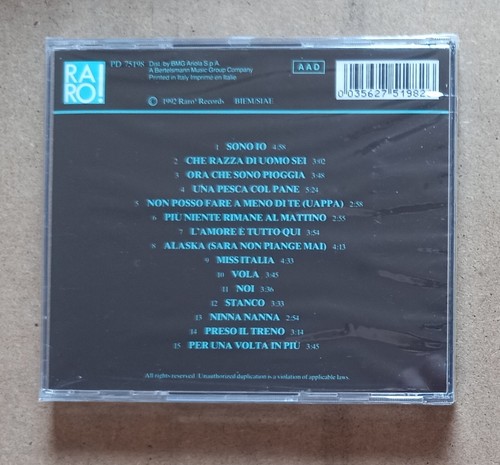 RA
RO!
PD 75198
Dist. by BMG Ariola S.p.A.
A Bertelsmann Music Group Company
Printed in Italy Imprimé en Italie
AAD
© 1992 Raro! Records BIEM/SIAE
1 SONO IO 4:58
2 CHE RAZZA DI UOMO SEI 3:02
3 ORA CHE SONO PIOGGIA 3:48
4 UNA PESCA COL PANE 5:24
5 NON POSSO FARE A MENO DI TE (UAPPA) 2:58
6 PIU NIENTE RIMANE AL MATTINO 2:55
7 L'AMORE È TUTTO QUI 3:54
8 ALASKA (SARA NON PIANGE MAI) 4:13
9 MISS ITALIA 4:33
10 VOLA 3:45
11 NOI 3:36
12 STANCO 3:33
13 NINNA NANNA 2:54
14 PRESO IL TRENO 3:14
15 PER UNA VOLTA IN PIÙ 3:45
All rights reserved. Unauthorized duplication is a violation of applicable laws.